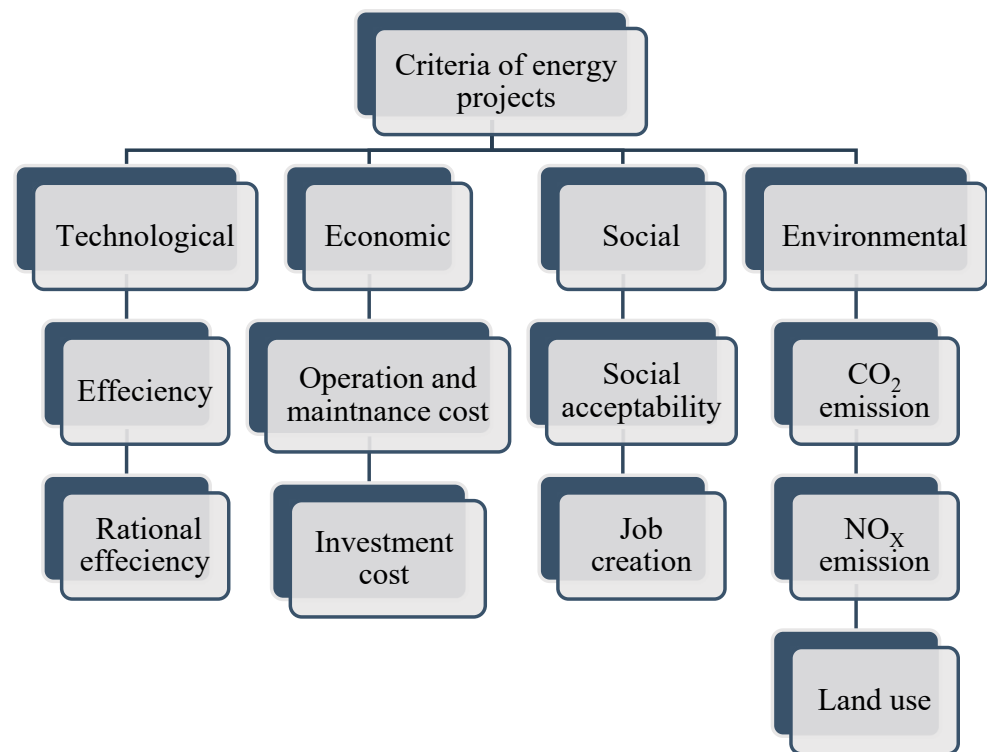 Criteria of energy
projects
Technological
Economic
Social
Environmental
Effeciency
Operation and
maintnance cost
Social
acceptability
CO₂
emission
Rational
effeciency
Investment
cost
Job
creation
NOₓ
emission
Land use